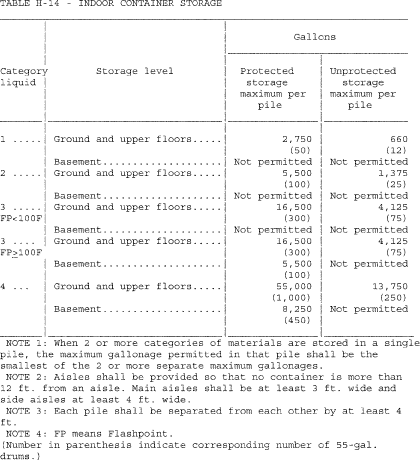 TABLE H-14 - INDOOR CONTAINER STORAGE
Gallons
Category Storage level Protected Unprotected
liquid storage storage
maximum per maximum per
pile pile
1 ..... Ground and upper floors..... 2,750 660
(50) (12)
Basement.................... Not permitted Not permitted
2 ..... Ground and upper floors..... 5,500 1,375
(100) (25)
Basement.................... Not permitted Not permitted
3 ..... Ground and upper floors..... 16,500 4,125
FP<100F (300) (75)
Basement.................... Not permitted Not permitted
3 .... Ground and upper floors..... 16,500 4,125
FP≥100F (300) (75)
Basement.................... 5,500 Not permitted
(100)
4 ... Ground and upper floors..... 55,000 13,750
(1,000) (250)
Basement.................... 8,250 Not permitted
(450)
NOTE 1: When 2 or more categories of materials are stored in a single
pile, the maximum gallonage permitted in that pile shall be the
smallest of the 2 or more separate maximum gallonages.
NOTE 2: Aisles shall be provided so that no container is more than
12 ft. from an aisle. Main aisles shall be at least 3 ft. wide and
side aisles at least 4 ft. wide.
NOTE 3: Each pile shall be separated from each other by at least 4
ft.
NOTE 4: FP means Flashpoint.
(Number in parenthesis indicate corresponding number of 55-gal.
drums.)